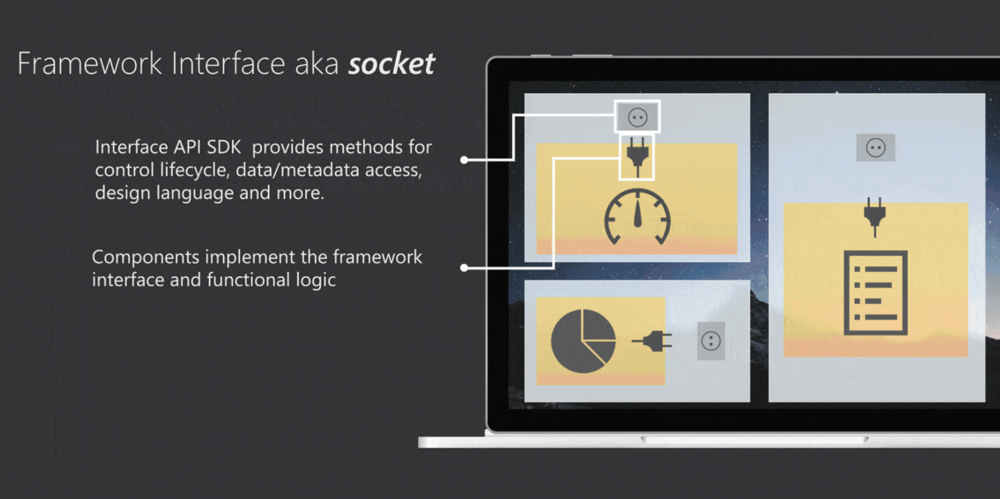 Framework Interface aka socket
Interface API SDK  provides methods for
control lifecycle, data/metadata access,
design language and more.
Components implement the framework
interface and functional logic